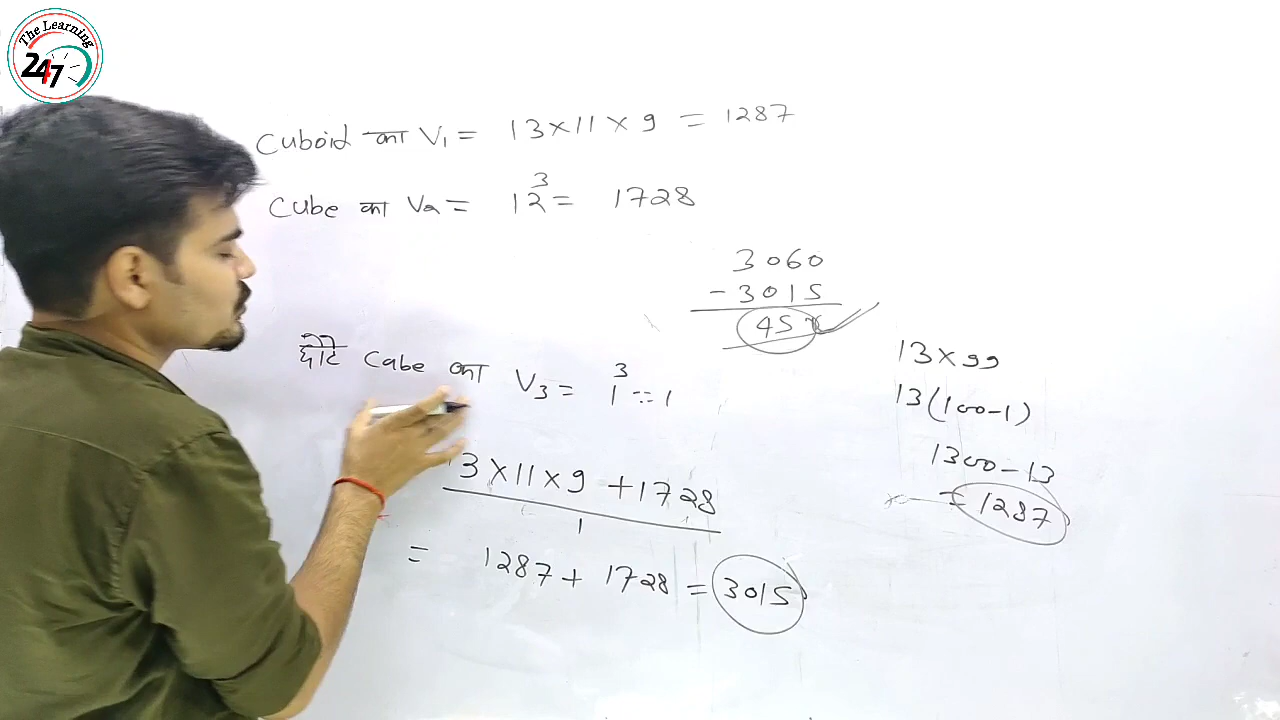 The Learning
247
Cuboid का V₁ = 13×11×9 = 1287
Cube का V₂ = 12³ = 1728
3060
- 3015
45
छोटे Cube का V₃ = 1³ = 1
13×11×9 + 1728
1
= 1287 + 1728 = 3015
13×99
13(100-1)
1300-13
= 1287